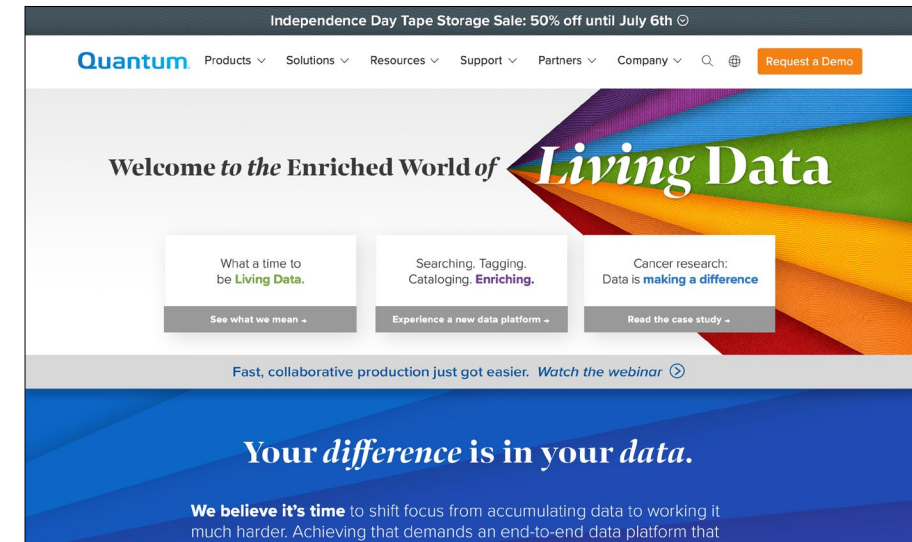 Independence Day Tape Storage Sale: 50% off until July 6th
Quantum Products Solutions Resources Support Partners Company Request a Demo
Welcome to the Enriched World of Living Data
What a time to
be Living Data.
See what we mean →
Searching. Tagging.
Cataloging. Enriching.
Experience a new data platform →
Cancer research:
Data is making a difference
Read the case study →
Fast, collaborative production just got easier. Watch the webinar
Your difference is in your data.
We believe it's time to shift focus from accumulating data to working it
much harder. Achieving that demands an end-to-end data platform that